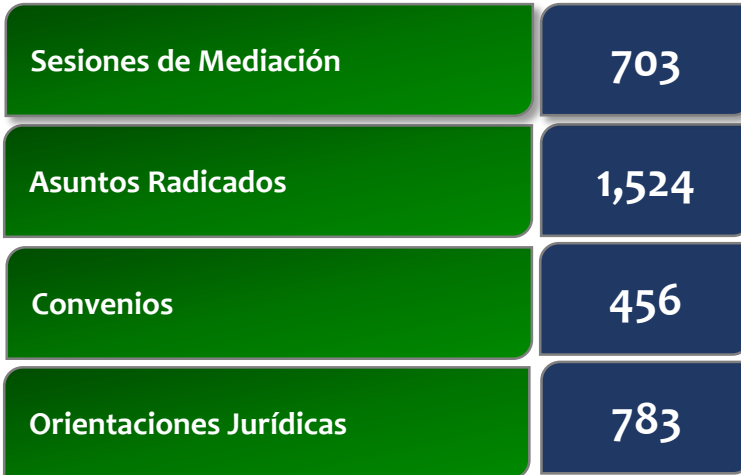 Sesiones de Mediación 703
Asuntos Radicados 1,524
Convenios 456
Orientaciones Jurídicas 783